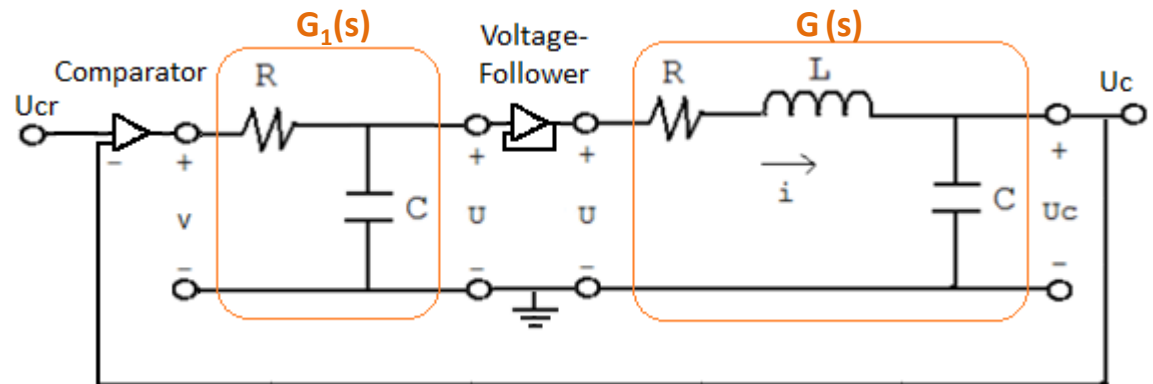 G₁(s)
Voltage-
Follower
G (s)
Comparator
R
R
L
Ucr
Uc
-
+
+
+
+
i
v
C
U
U
C
Uc
-
-
-
-